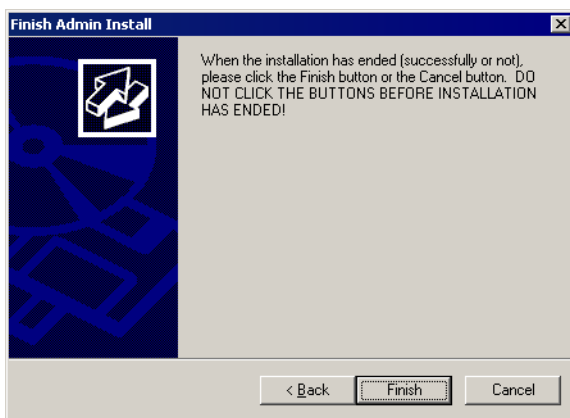 Finish Admin Install
When the installation has ended (successfully or not),
please click the Finish button or the Cancel button.  DO
NOT CLICK THE BUTTONS BEFORE INSTALLATION
HAS ENDED!
< Back
Finish
Cancel